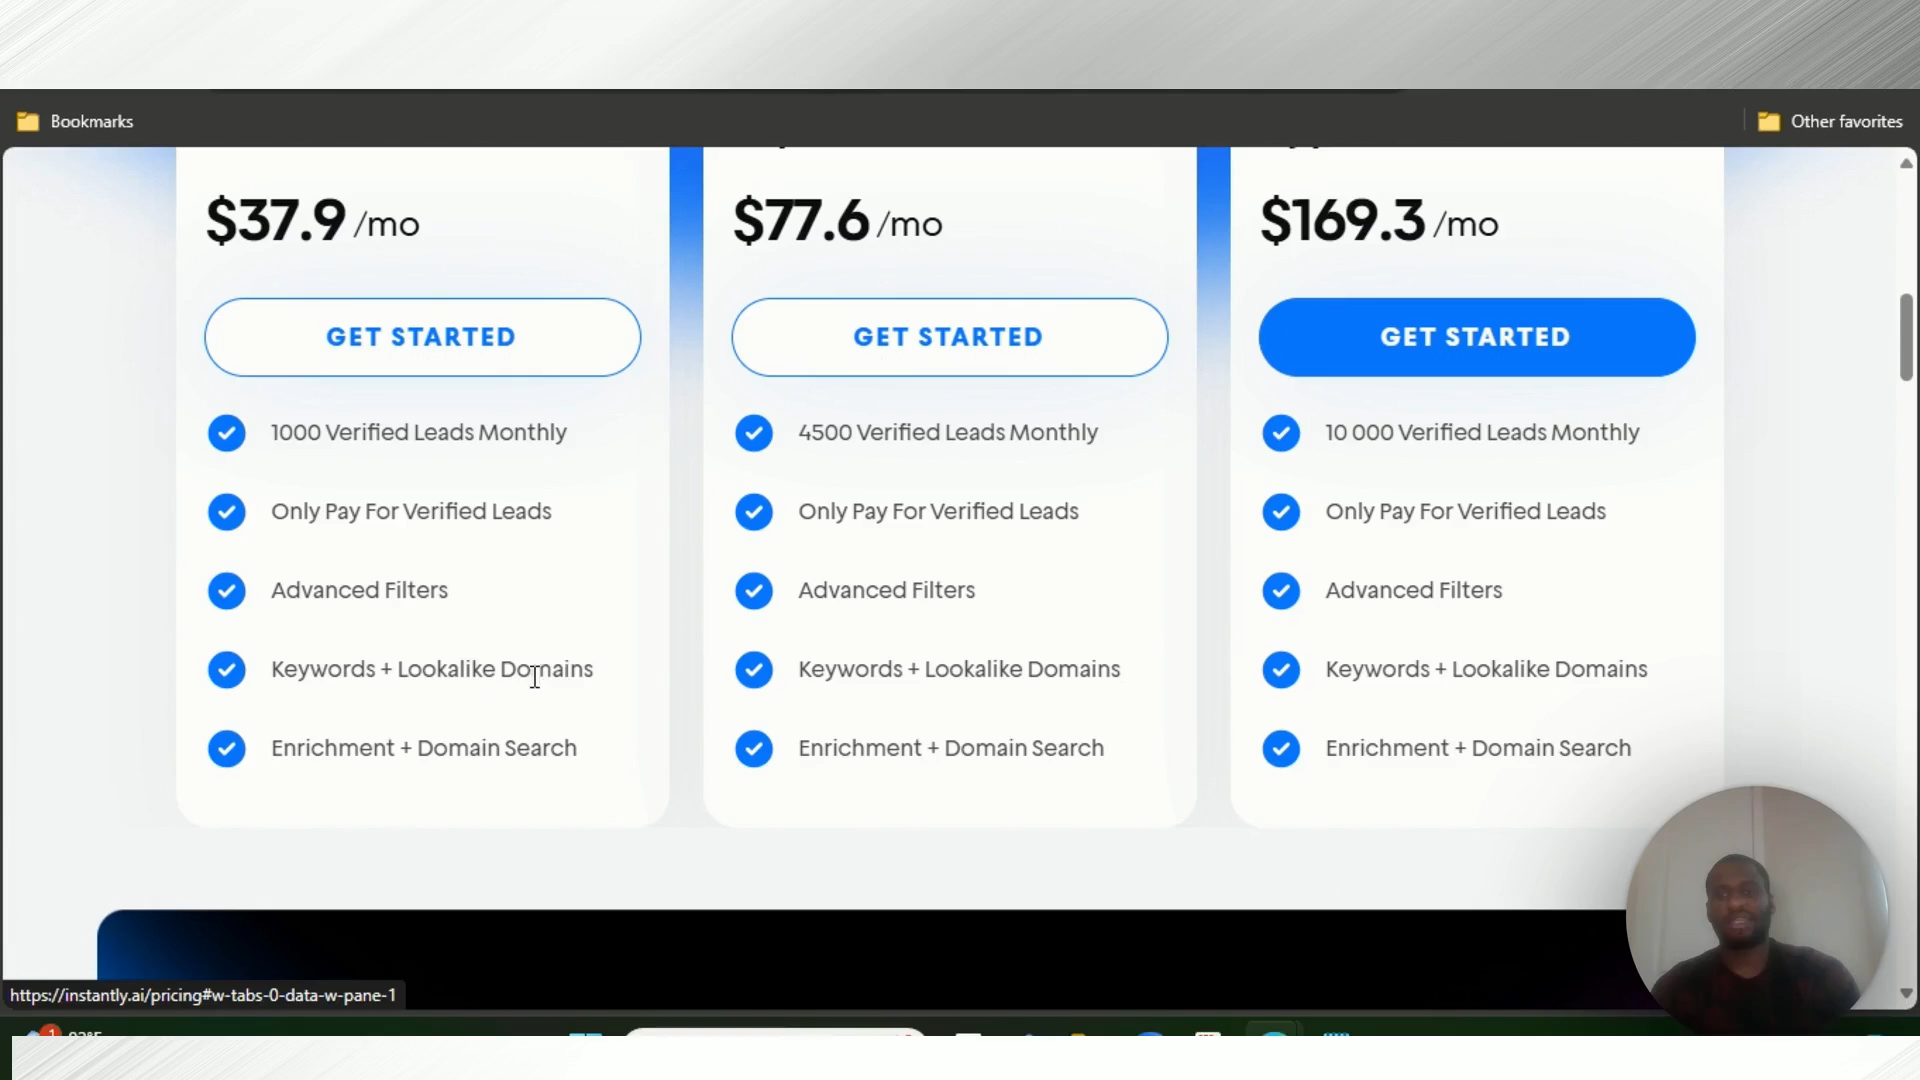 Bookmarks
Other favorites
$37.9 /mo
GET STARTED
1000 Verified Leads Monthly
Only Pay For Verified Leads
Advanced Filters
Keywords + Lookalike Domains
Enrichment + Domain Search
$77.6 /mo
GET STARTED
4500 Verified Leads Monthly
Only Pay For Verified Leads
Advanced Filters
Keywords + Lookalike Domains
Enrichment + Domain Search
$169.3 /mo
GET STARTED
10 000 Verified Leads Monthly
Only Pay For Verified Leads
Advanced Filters
Keywords + Lookalike Domains
Enrichment + Domain Search
https://instantly.ai/pricing#w-tabs-0-data-w-pane-1
1